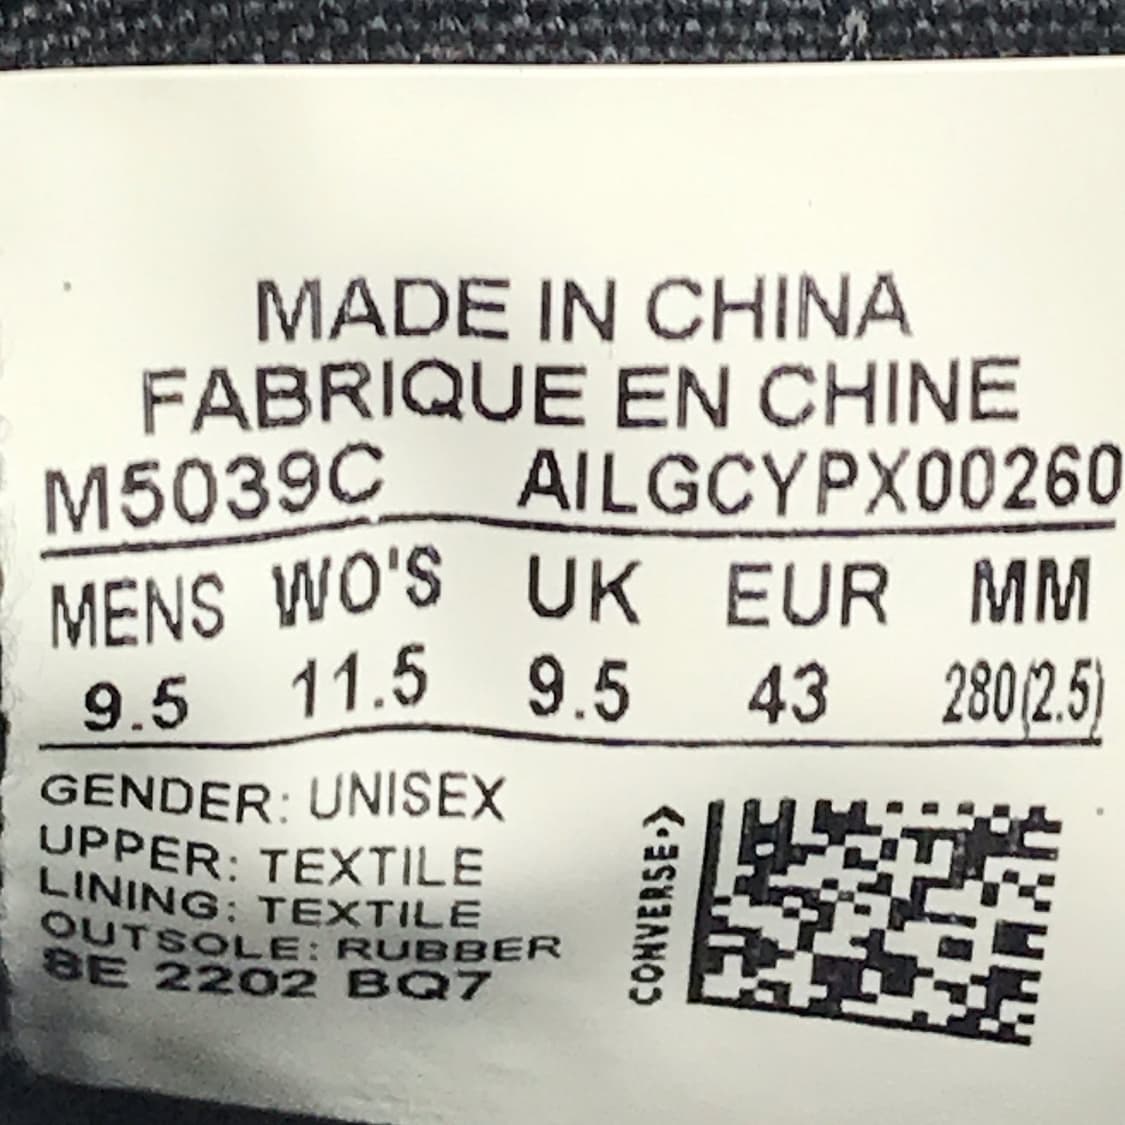 MADE IN CHINA
FABRIQUE EN CHINE
M5039C AILGCYPX00260
MENS WO'S UK EUR MM
9.5 11.5 9.5 43 280(2.5)
GENDER: UNISEX
UPPER: TEXTILE
LINING: TEXTILE
OUTSOLE: RUBBER
8E 2202 BQ7
CONVERSE